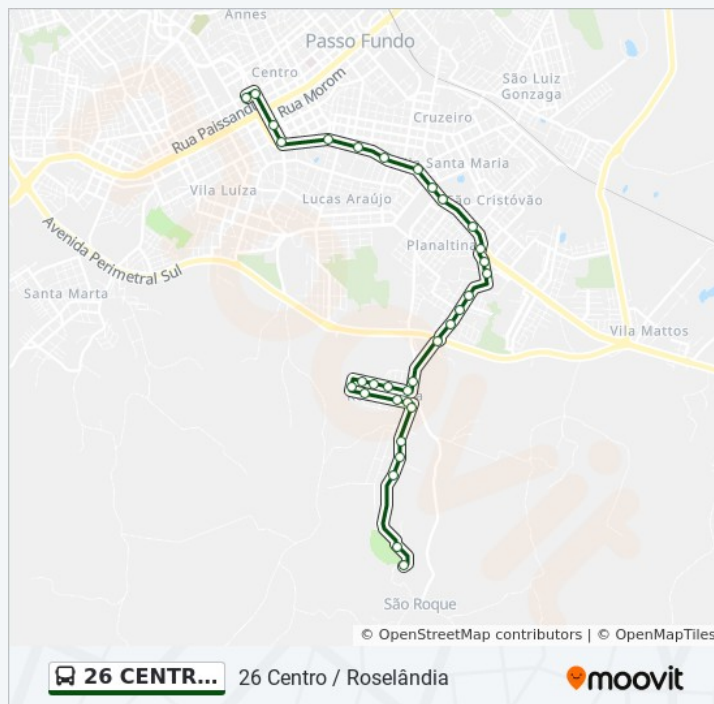 Annes
Passo Fundo
Centro
São Luiz
Gonzaga
Rua Morom
Rua Paissand
Cruzeiro
Santa Maria
Vila Luíza
Lucas Araújo
São Cristóvão
Avenida Perimetral Sul
Planaltina
Santa Marta
Vila Mattos
São Roque
© OpenStreetMap contributors | © OpenMapTiles
26 CENTR...
26 Centro / Roselândia
moovit